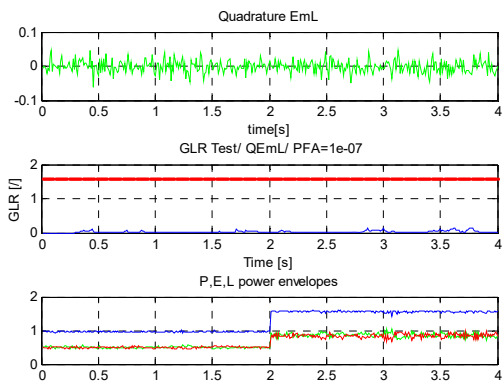 Quadrature EmL
0.1
0
-0.1
0 0.5 1 1.5 2 2.5 3 3.5 4
time[s]
GLR Test/ QEmL/ PFA=1e-07
2
1
0
GLR [/]
0 0.5 1 1.5 2 2.5 3 3.5 4
Time [s]
P,E,L power envelopes
2
1
0
0 0.5 1 1.5 2 2.5 3 3.5 4